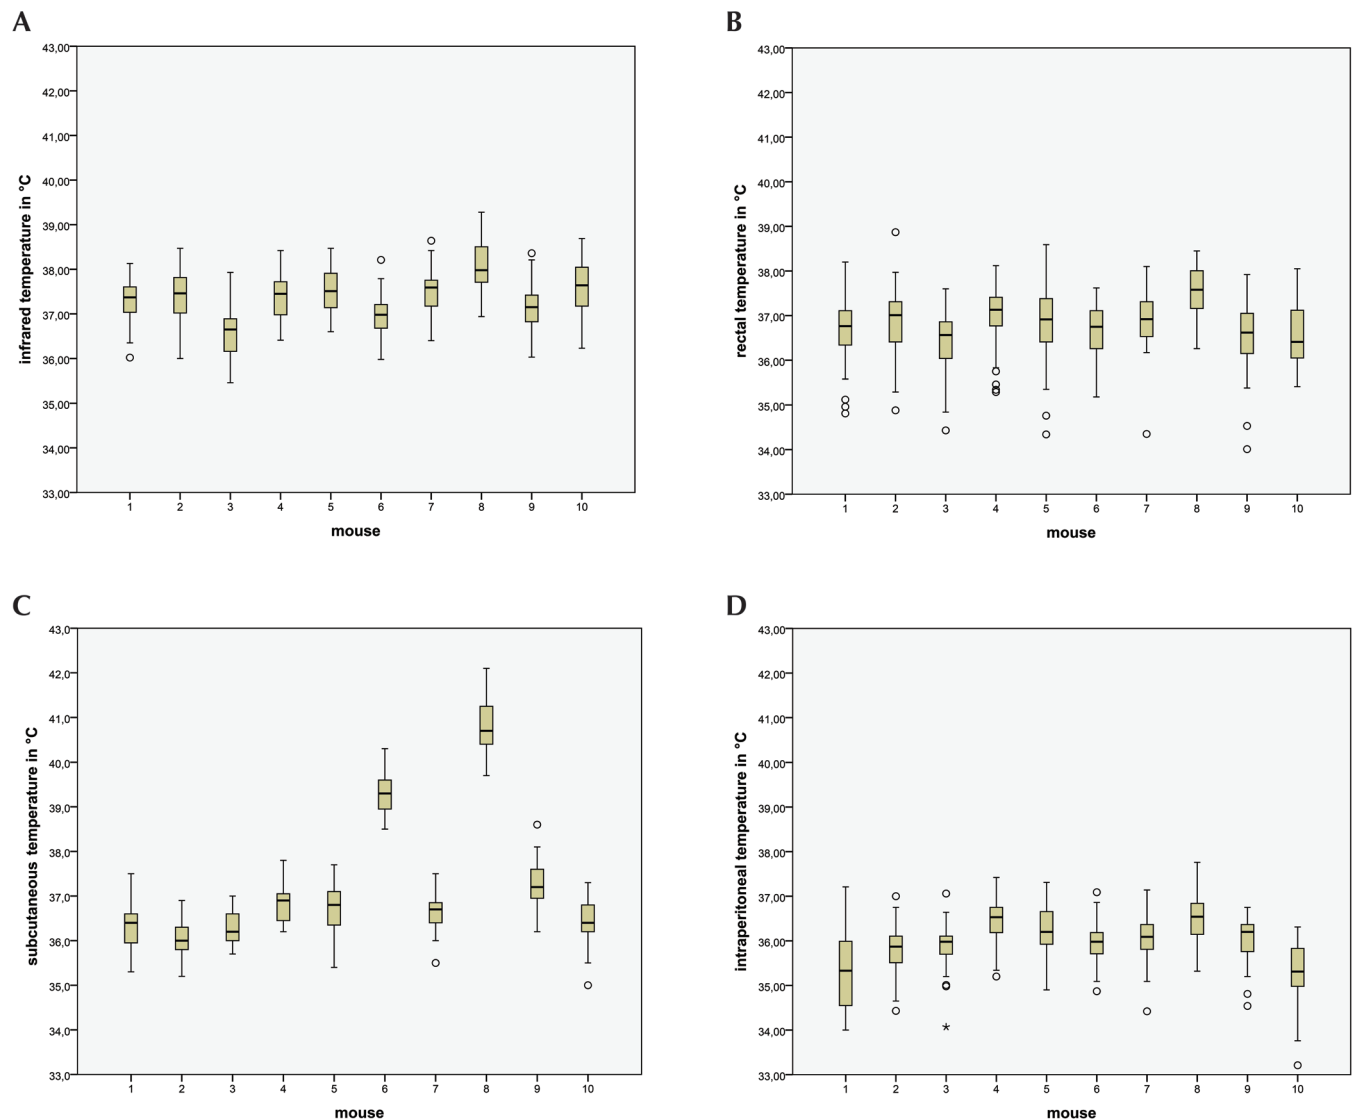 A
43,00
42,00
41,00
40,00
39,00
38,00
37,00
36,00
35,00
34,00
33,00
infrared temperature in °C
1 2 3 4 5 6 7 8 9 10
mouse
B
43,00
42,00
41,00
40,00
39,00
38,00
37,00
36,00
35,00
34,00
33,00
rectal temperature in °C
1 2 3 4 5 6 7 8 9 10
mouse
C
43,0
42,0
41,0
40,0
39,0
38,0
37,0
36,0
35,0
34,0
33,0
subcutaneous temperature in °C
1 2 3 4 5 6 7 8 9 10
mouse
D
43,00
42,00
41,00
40,00
39,00
38,00
37,00
36,00
35,00
34,00
33,00
intraperitoneal temperature in °C
1 2 3 4 5 6 7 8 9 10
mouse